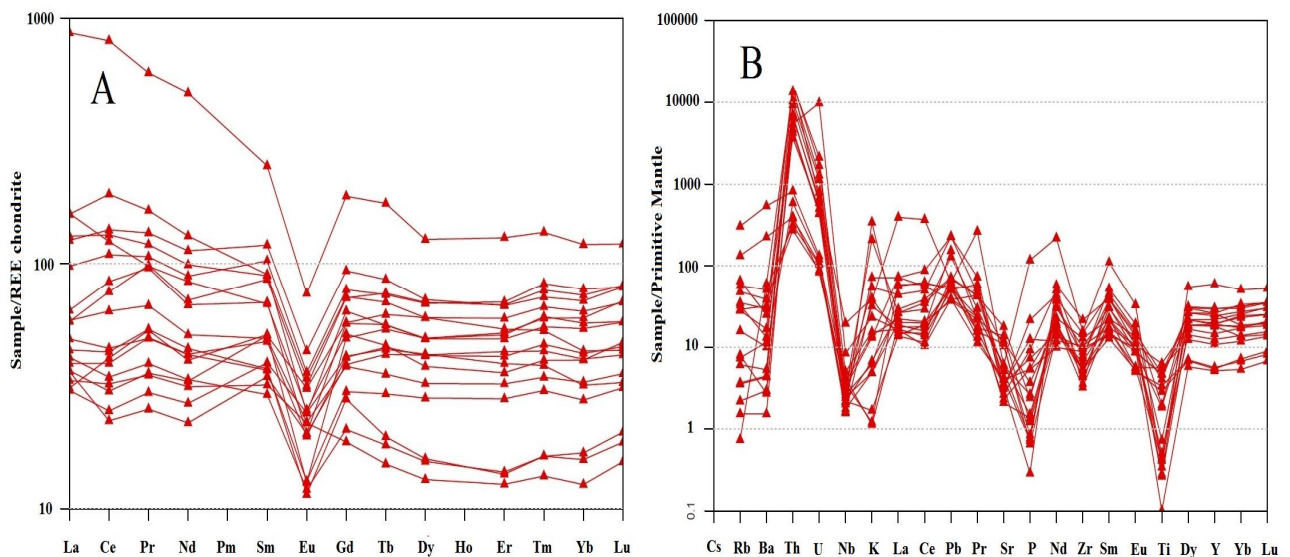 A
Sample/REE chondrite
1000
100
10
La Ce Pr Nd Pm Sm Eu Gd Tb Dy Ho Er Tm Yb Lu
B
Sample/Primitive Mantle
100000
10000
1000
100
10
1
0.1
Cs Rb Ba Th U Nb K La Ce Pb Pr Sr P Nd Zr Sm Eu Ti Dy Y Yb Lu